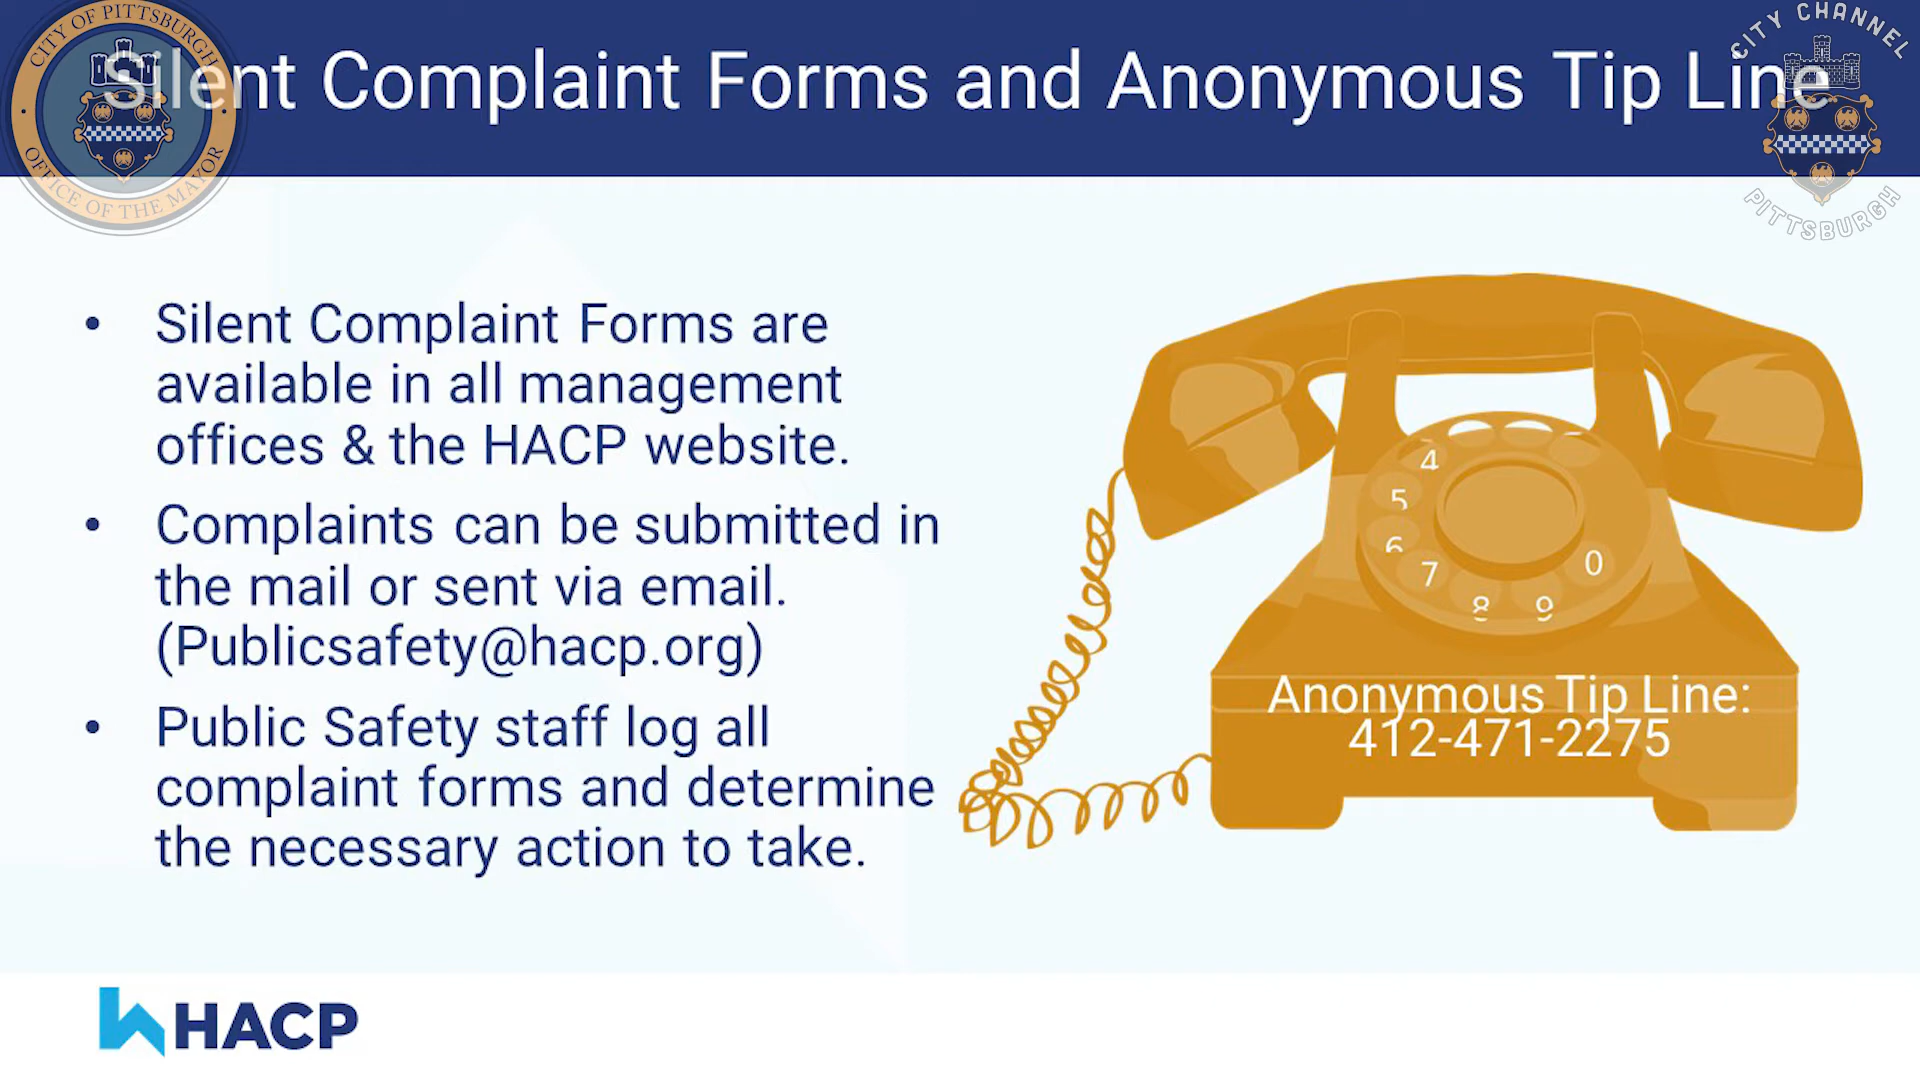 CITY OF PITTSBURGH
OFFICE OF THE MAYOR
Silent Complaint Forms and Anonymous Tip Line
CITY CHANNEL
PITTSBURGH
• Silent Complaint Forms are
available in all management
offices & the HACP website.
• Complaints can be submitted in
the mail or sent via email.
(Publicsafety@hacp.org)
• Public Safety staff log all
complaint forms and determine
the necessary action to take.
4
5
6
7
8
9
0
Anonymous Tip Line:
412-471-2275
HACP